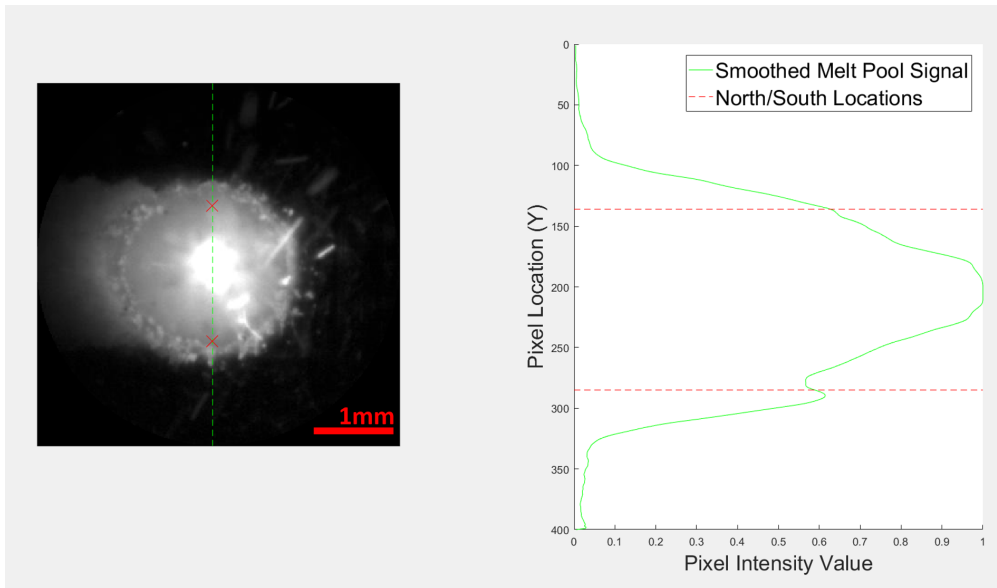 1mm
Smoothed Melt Pool Signal
North/South Locations
Pixel Location (Y)
0
50
100
150
200
250
300
350
400
0 0.1 0.2 0.3 0.4 0.5 0.6 0.7 0.8 0.9 1
Pixel Intensity Value